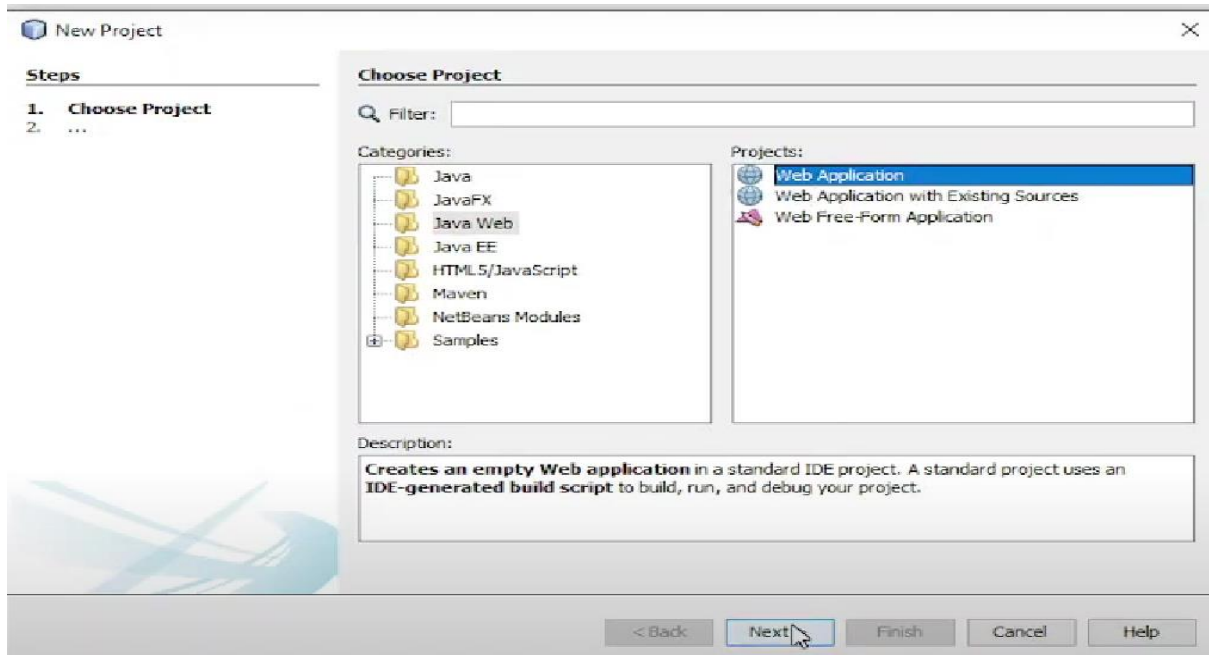 New Project
Steps
1. Choose Project
2. ...
Choose Project
Filter:
Categories:
Java
JavaFX
Java Web
Java EE
HTML5/JavaScript
Maven
NetBeans Modules
Samples
Projects:
Web Application
Web Application with Existing Sources
Web Free-Form Application
Description:
Creates an empty Web application in a standard IDE project. A standard project uses an
IDE-generated build script to build, run, and debug your project.
< Back Next Finish Cancel Help